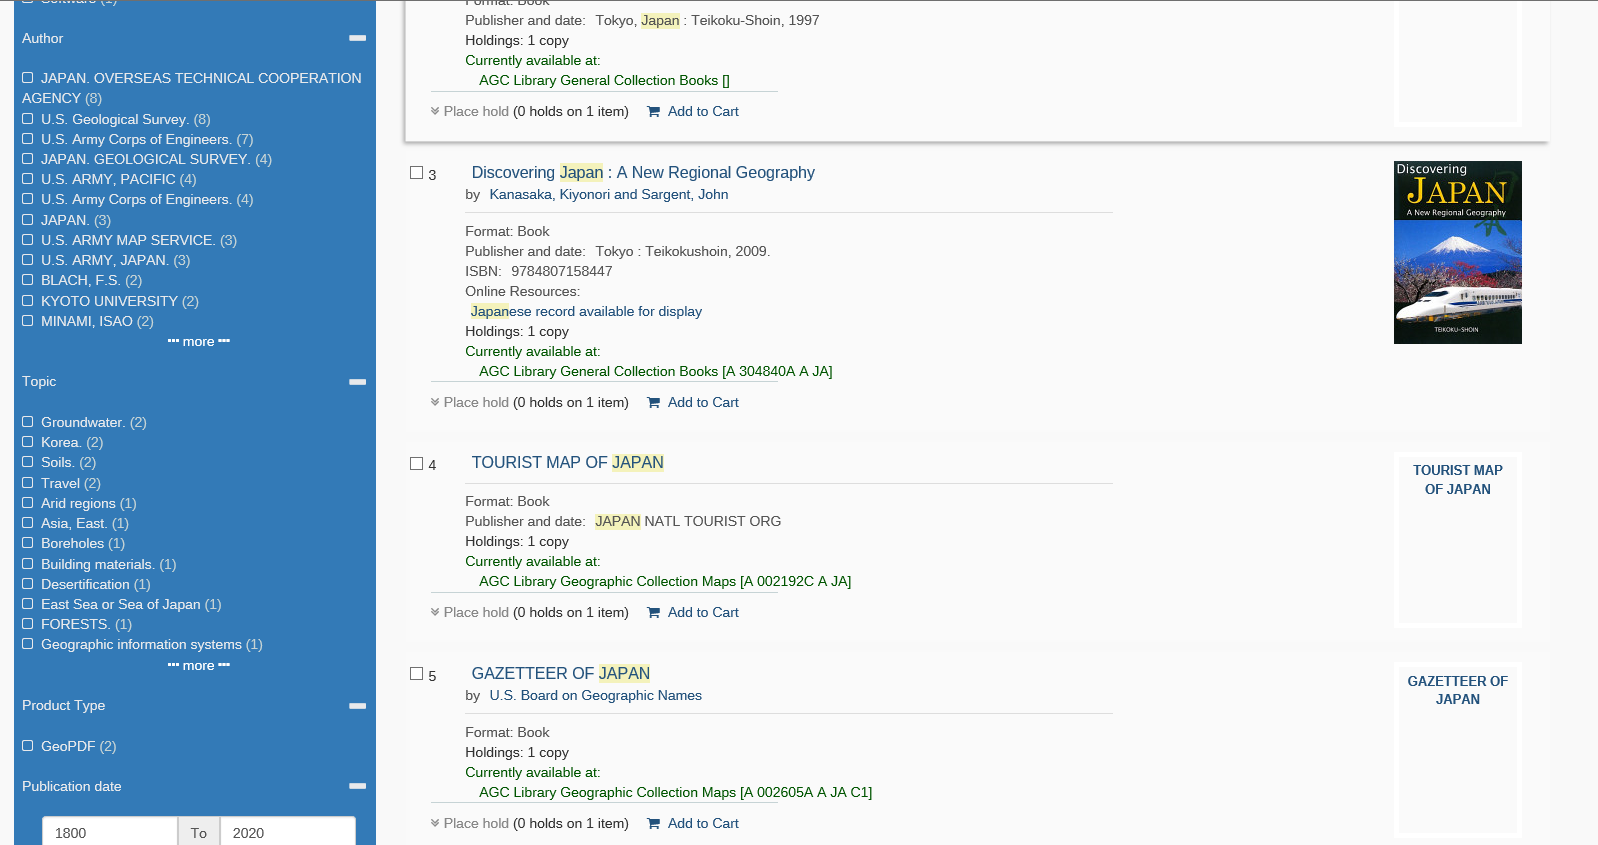 Software (1)
Author
JAPAN. OVERSEAS TECHNICAL COOPERATION
AGENCY (8)
U.S. Geological Survey. (8)
U.S. Army Corps of Engineers. (7)
JAPAN. GEOLOGICAL SURVEY. (4)
U.S. ARMY, PACIFIC (4)
U.S. Army Corps of Engineers. (4)
JAPAN. (3)
U.S. ARMY MAP SERVICE. (3)
U.S. ARMY, JAPAN. (3)
BLACH, F.S. (2)
KYOTO UNIVERSITY (2)
MINAMI, ISAO (2)
more
Topic
Groundwater. (2)
Korea. (2)
Soils. (2)
Travel (2)
Arid regions (1)
Asia, East. (1)
Boreholes (1)
Building materials. (1)
Desertification (1)
East Sea or Sea of Japan (1)
FORESTS. (1)
Geographic information systems (1)
more
Product Type
GeoPDF (2)
Publication date
1800 To 2020
Format: Book
Publisher and date: Tokyo, Japan : Teikoku-Shoin, 1997
Holdings: 1 copy
Currently available at:
AGC Library General Collection Books []
Place hold (0 holds on 1 item) Add to Cart
3 Discovering Japan : A New Regional Geography
by Kanasaka, Kiyonori and Sargent, John
Format: Book
Publisher and date: Tokyo : Teikokushoin, 2009.
ISBN: 9784807158447
Online Resources:
Japanese record available for display
Holdings: 1 copy
Currently available at:
AGC Library General Collection Books [A 304840A A JA]
Place hold (0 holds on 1 item) Add to Cart
Discovering
JAPAN
A New Regional Geography
TEIKOKU-SHOIN
4 TOURIST MAP OF JAPAN
Format: Book
Publisher and date: JAPAN NATL TOURIST ORG
Holdings: 1 copy
Currently available at:
AGC Library Geographic Collection Maps [A 002192C A JA]
Place hold (0 holds on 1 item) Add to Cart
TOURIST MAP
OF JAPAN
5 GAZETTEER OF JAPAN
by U.S. Board on Geographic Names
Format: Book
Holdings: 1 copy
Currently available at:
AGC Library Geographic Collection Maps [A 002605A A JA C1]
Place hold (0 holds on 1 item) Add to Cart
GAZETTEER OF
JAPAN